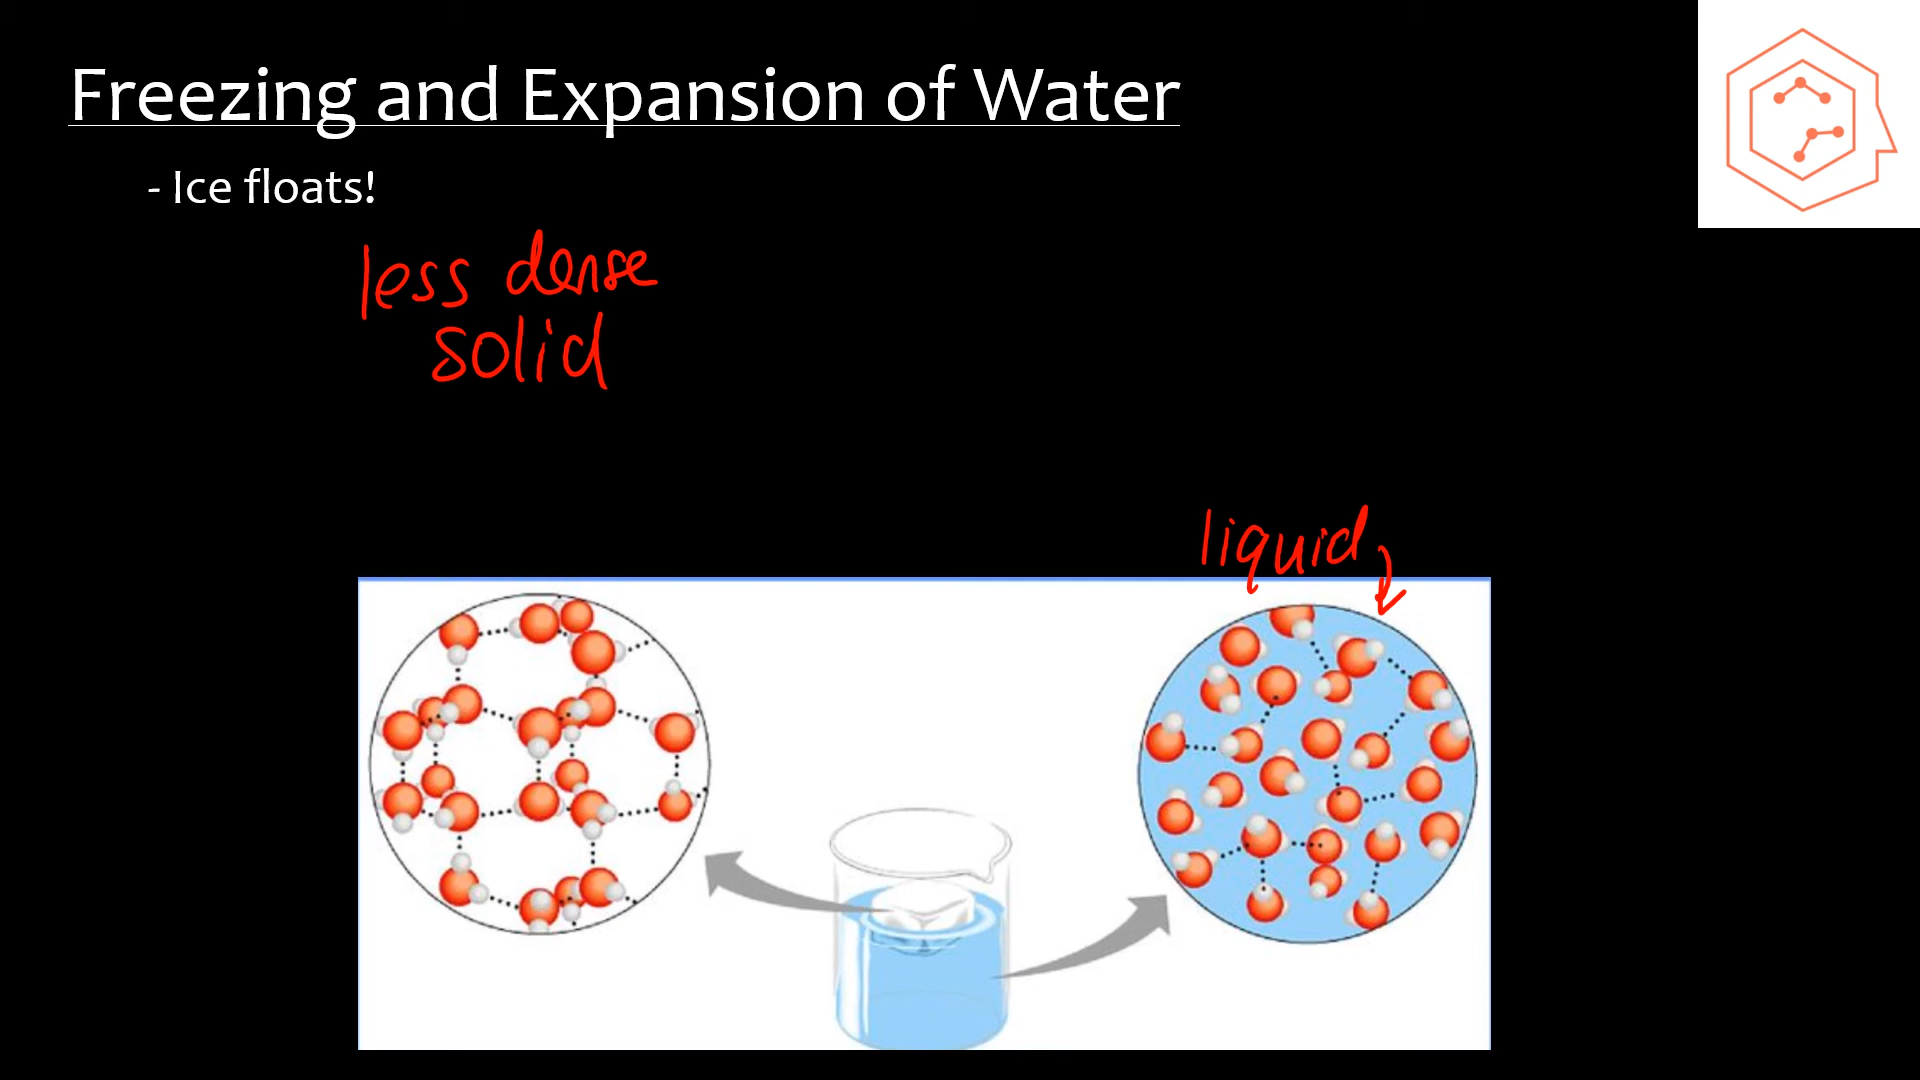 Freezing and Expansion of Water
- Ice floats!
less dense
solid
liquid